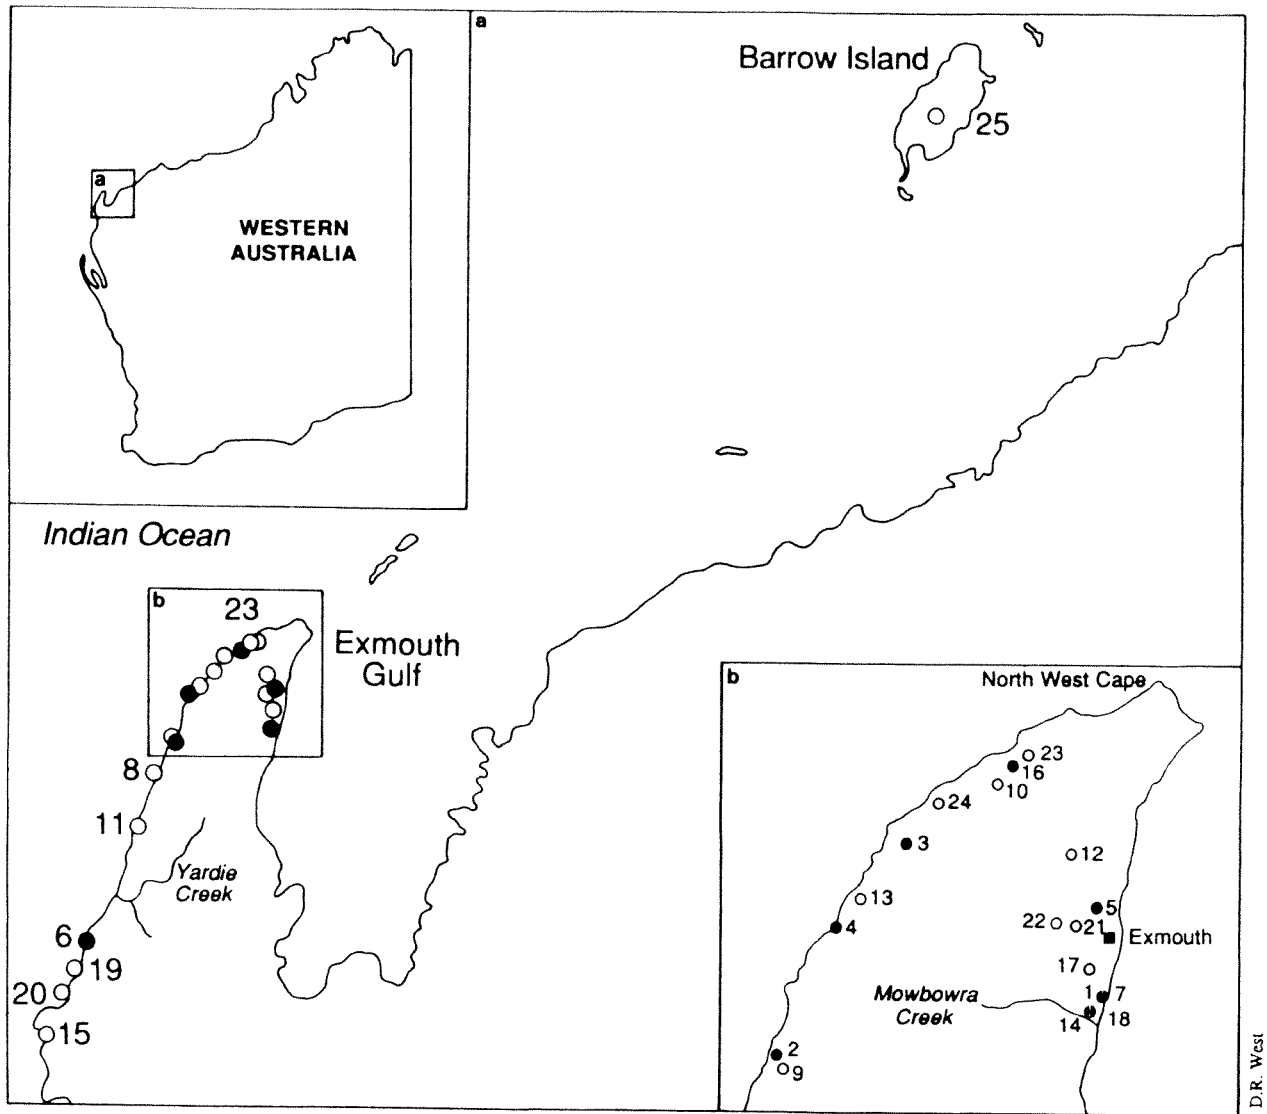 a
Barrow Island
25
a
WESTERN
AUSTRALIA
Indian Ocean
b
23
Exmouth
Gulf
8
11
Yardie
Creek
6
19
20
15
b
North West Cape
23
16
10
24
3
12
13
5
4
22
21
Exmouth
17
1
7
Mowbowra
Creek
14
18
2
9
D.R. West